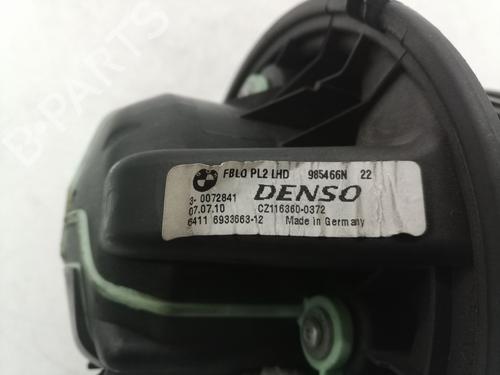 B-PARTS
FBLO PL2 LHD 985466N 22
3- 0072841 DENSO
07.07.10 CZ116360-0372
6411 6933663-12 Made in Germany